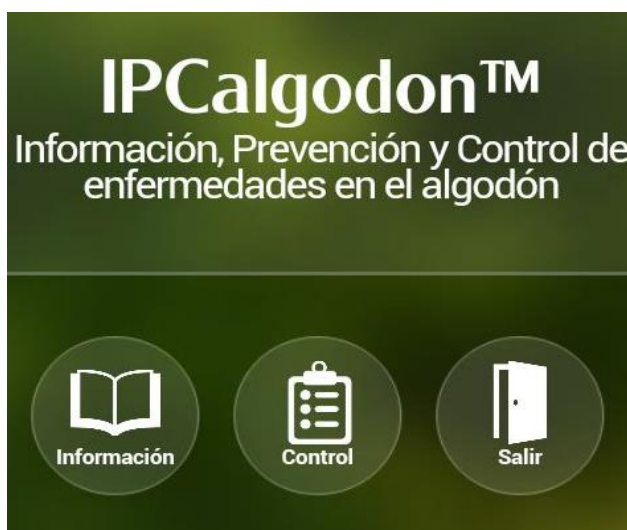 IPCalgodon™
Información, Prevención y Control de
enfermedades en el algodón
Información
Control
Salir